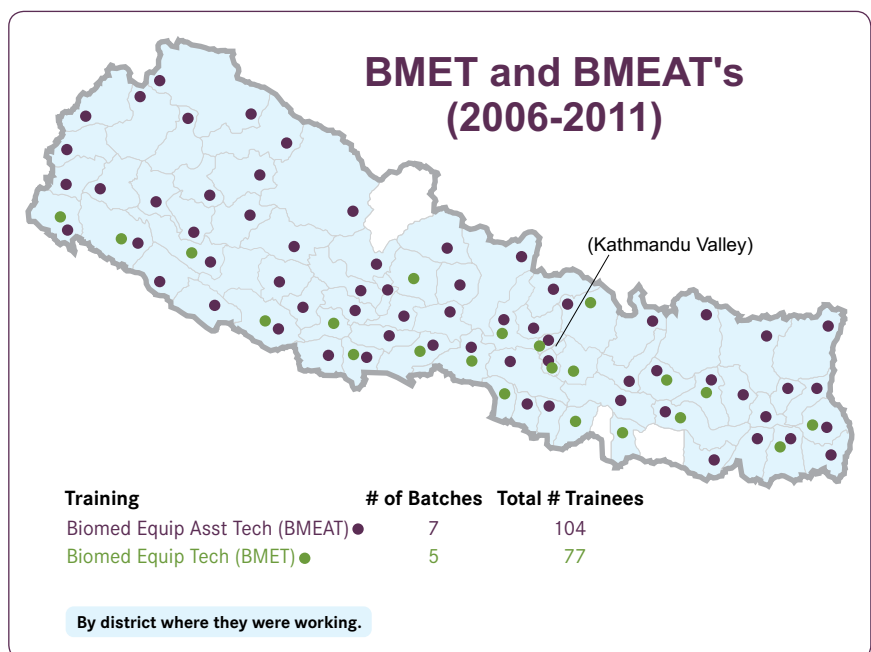 BMET and BMEAT's
(2006-2011)
(Kathmandu Valley)
Training # of Batches Total # Trainees
Biomed Equip Asst Tech (BMEAT) 7 104
Biomed Equip Tech (BMET) 5 77
By district where they were working.